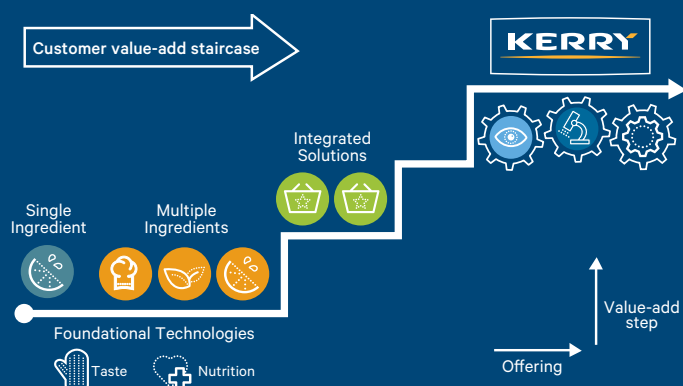 Customer value-add staircase
KERRY
Integrated
Solutions
Single
Ingredient
Multiple
Ingredients
Foundational Technologies
Taste
Nutrition
Value-add
step
Offering